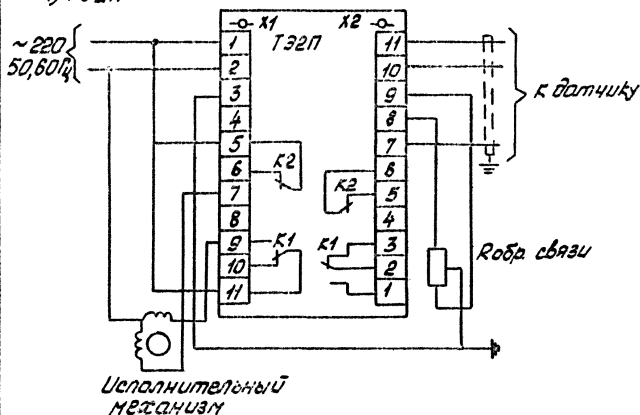 X1 X2
ТЭ2П
~220
50,60Гц
1
2
3
4
5
6
7
8
9
10
11
К2
К1
11
10
9
8
7
6
5
4
3
2
1
К2
К1
к датчику
Rобр. связи
Исполнительный
механизм